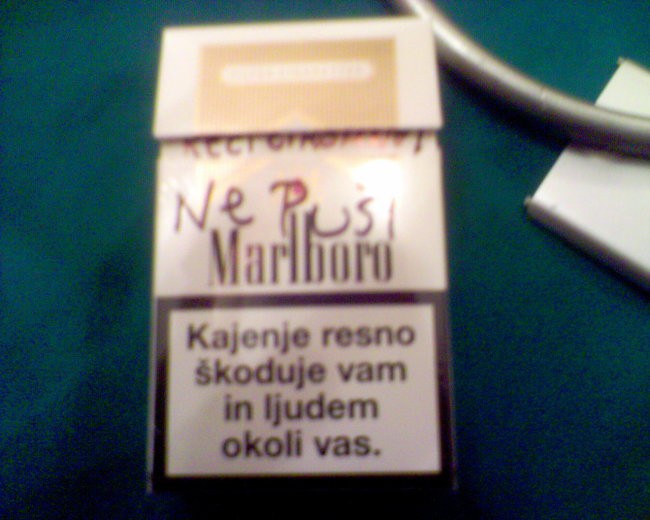 Ne Puši
Marlboro
Kajenje resno
škoduje vam
in ljudem
okoli vas.